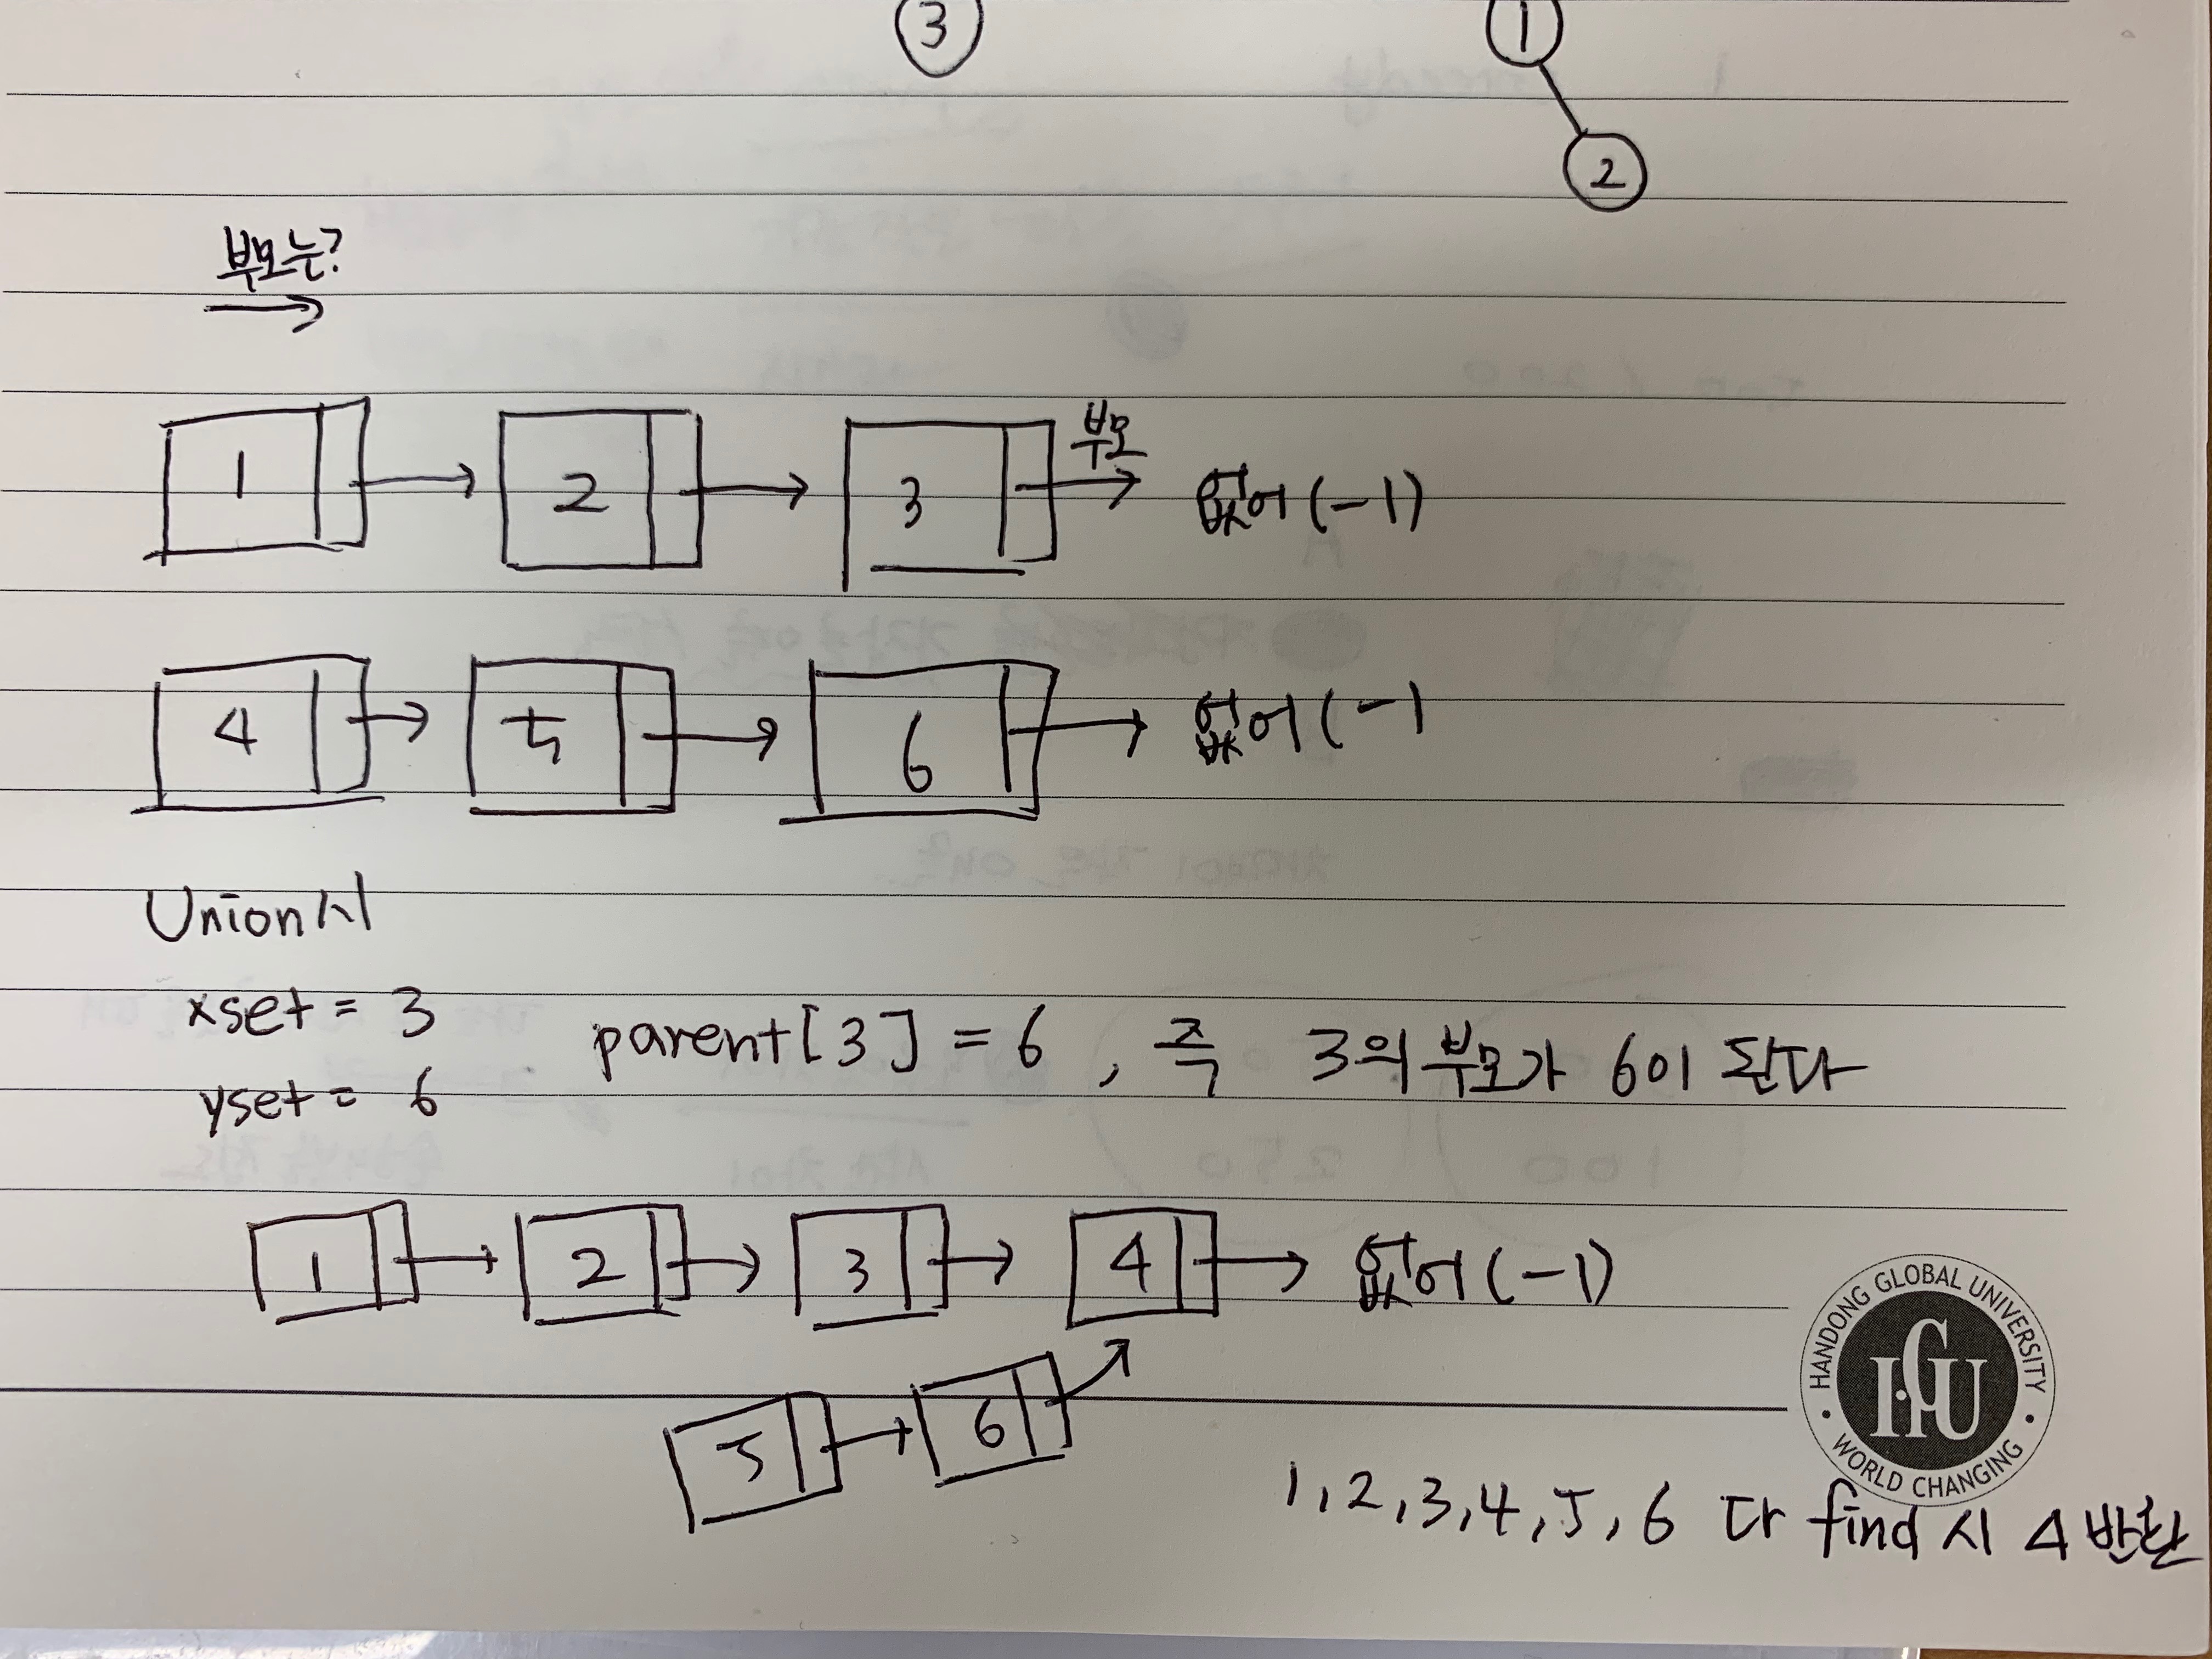 3 1
2
부모는?
1 2 3 부모 없어 (-1)
4 5 6 없어 (-1
Union시
xset = 3
parent[3] = 6 , 즉 3의 부모가 6이 된다
yset = 6
1 2 3 4 없어 (-1)
5 6
HANDONG GLOBAL UNIVERSITY
HGU
WORLD CHANGING
1, 2, 3, 4, 5, 6 다 find 시 4 반환